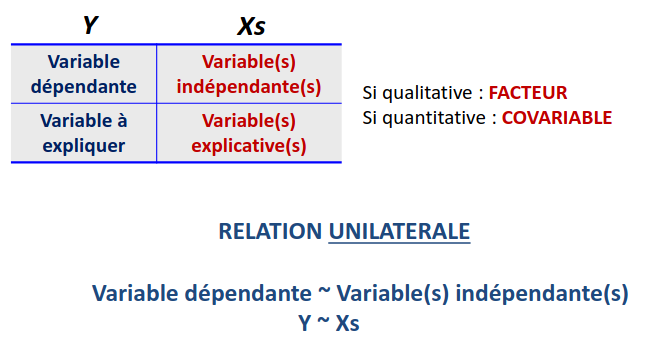 Y Xs
Variable Variable(s)
dépendante indépendante(s)
Variable à Variable(s)
expliquer explicative(s)
Si qualitative : FACTEUR
Si quantitative : COVARIABLE
RELATION UNILATERALE
Variable dépendante ~ Variable(s) indépendante(s)
Y ~ Xs